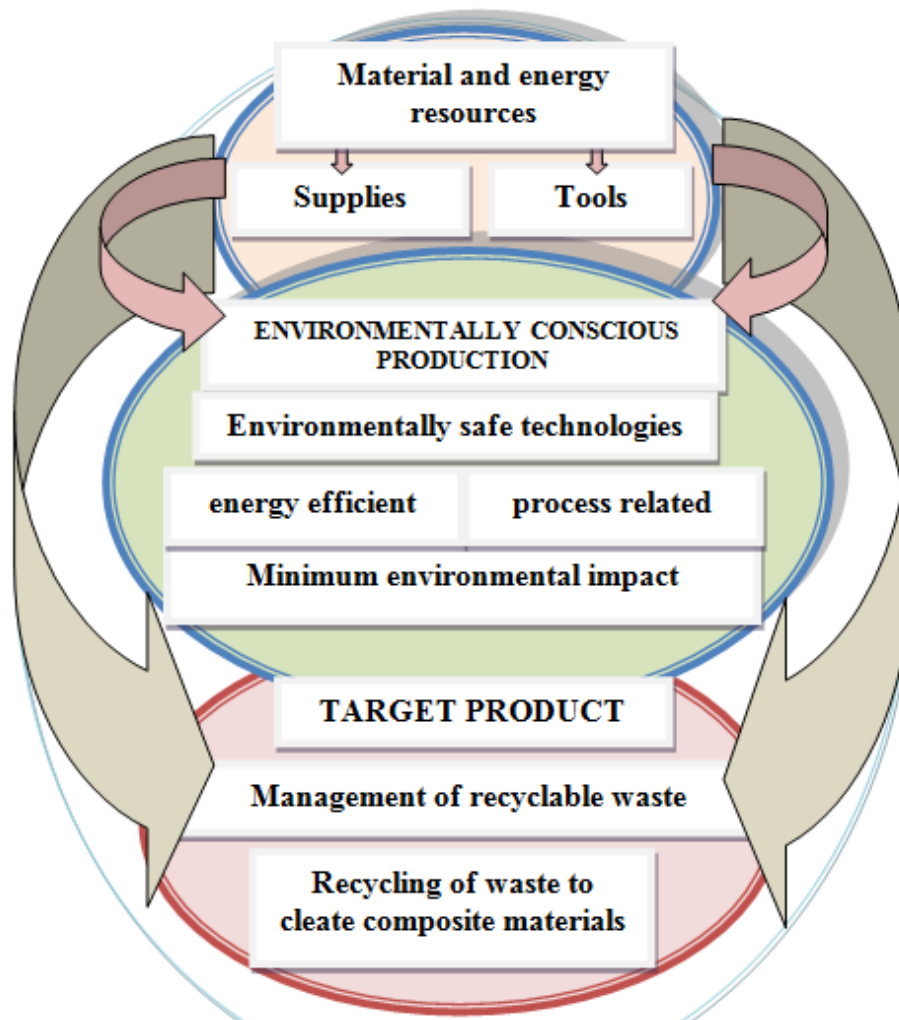 Material and energy
resources
Supplies
Tools
ENVIRONMENTALLY CONSCIOUS
PRODUCTION
Environmentally safe technologies
energy efficient
process related
Minimum environmental impact
TARGET PRODUCT
Management of recyclable waste
Recycling of waste to
cleate composite materials